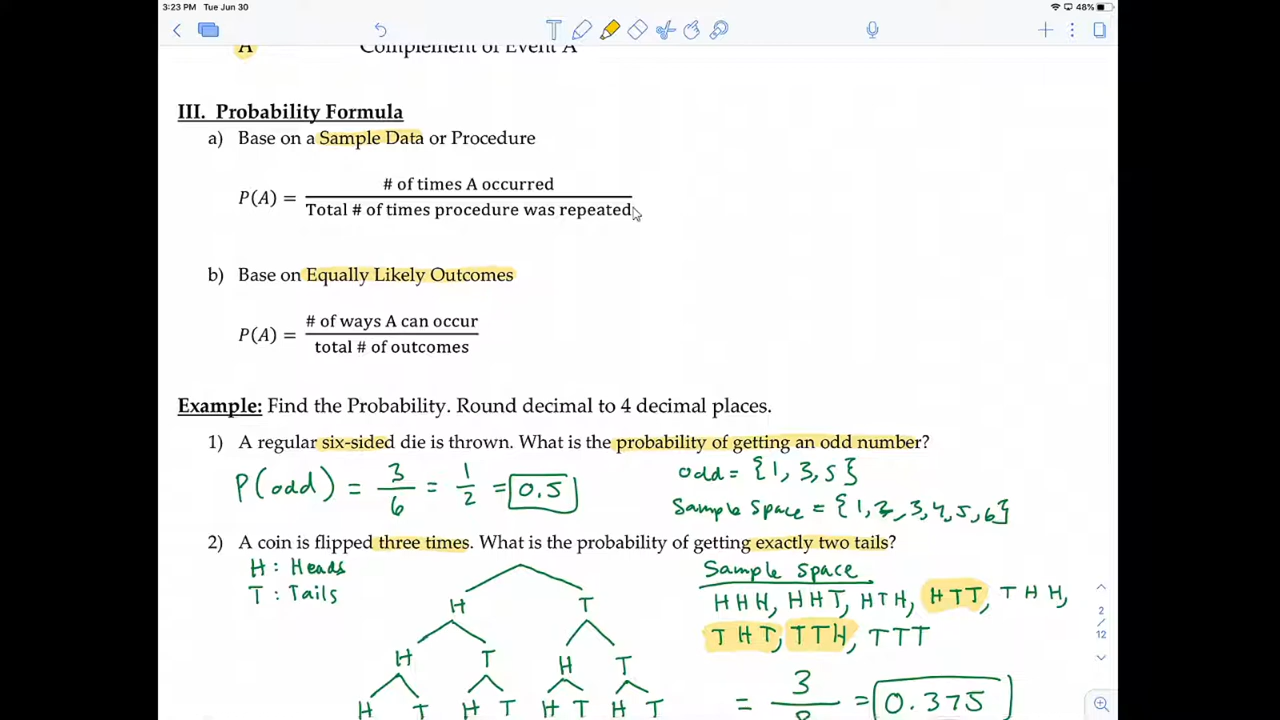 3:23 PM Tue Jun 30
48%
A Complement of Event A
III. Probability Formula
a) Base on a Sample Data or Procedure
P(A) = # of times A occurred / Total # of times procedure was repeated
b) Base on Equally Likely Outcomes
P(A) = # of ways A can occur / total # of outcomes
Example: Find the Probability. Round decimal to 4 decimal places.
1) A regular six-sided die is thrown. What is the probability of getting an odd number?
P(odd) = 3/6 = 1/2 = 0.5
odd = {1, 3, 5}
Sample Space = {1, 2, 3, 4, 5, 6}
2) A coin is flipped three times. What is the probability of getting exactly two tails?
H : Heads
T : Tails
Sample space
HHH, HHT, HTH, HTT, THH,
THT, TTH, TTT
H T
H T H T
H T H T H T H T
= 3/8 = 0.375
2
/
12